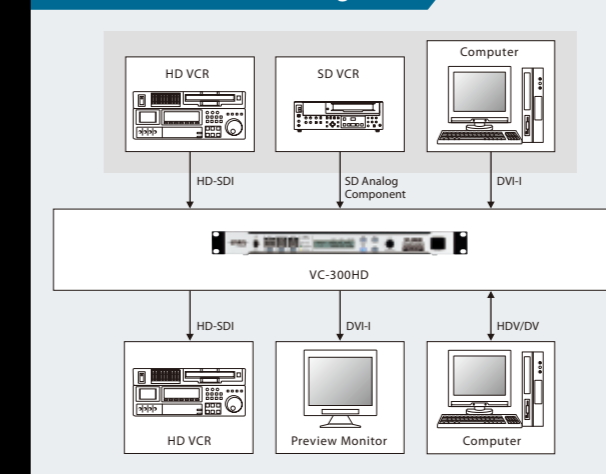 Computer
HD VCR
SD VCR
HD-SDI
SD Analog
Component
DVI-I
VC-300HD
HD-SDI
DVI-I
HDV/DV
HD VCR
Preview Monitor
Computer